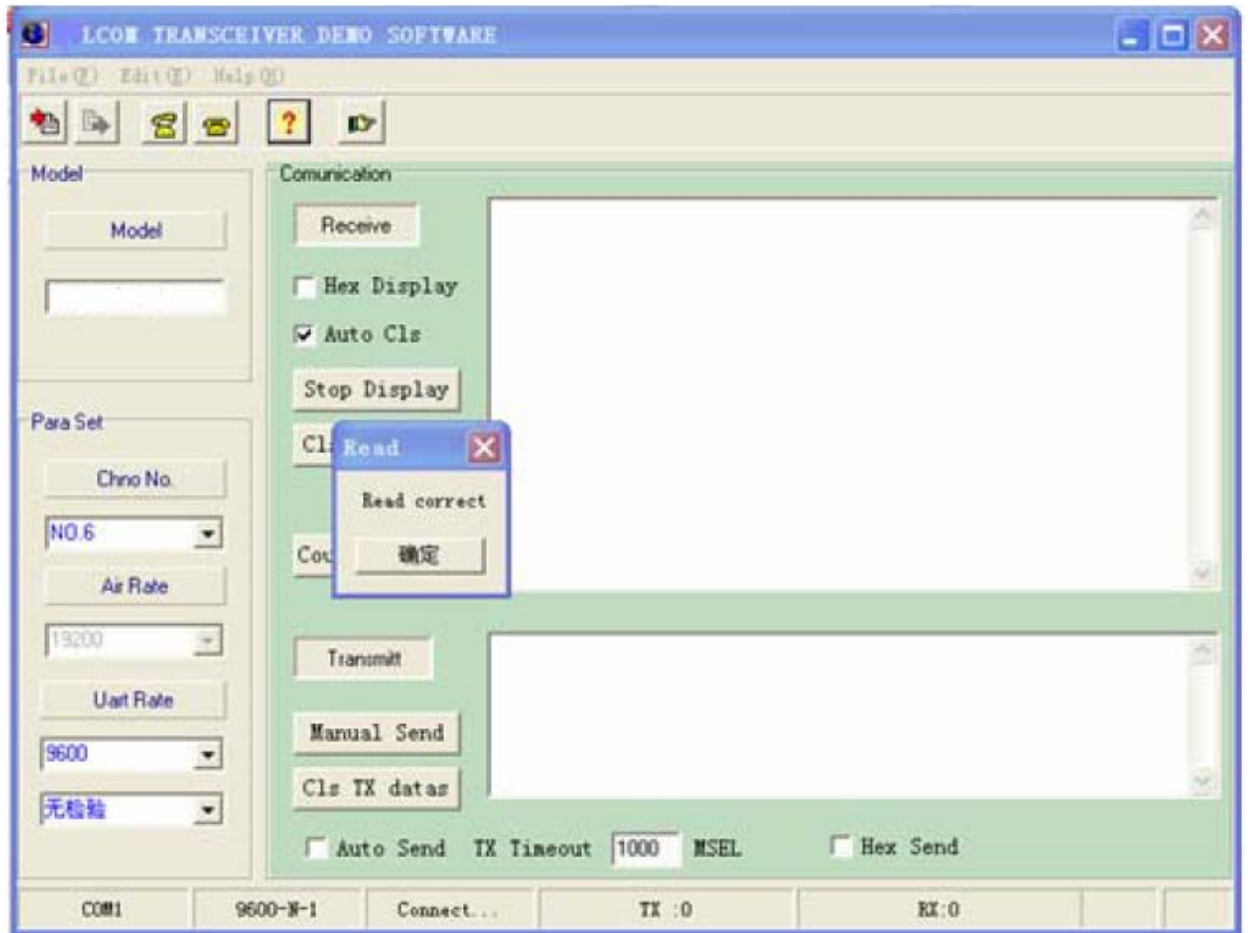 LCOM TRANSCEIVER DEMO SOFTWARE
File(F) Edit(E) Help(H)
Model
Model
Comunication
Receive
Hex Display
Auto Cls
Stop Display
Read
Read correct
确定
Para Set
Chno No.
NO.6
Air Rate
19200
Uart Rate
9600
无检验
Transmitt
Manual Send
Cls TX datas
Auto Send TX Timeout 1000 MSEL Hex Send
COM1 9600-N-1 Connect... TX :0 RX:0